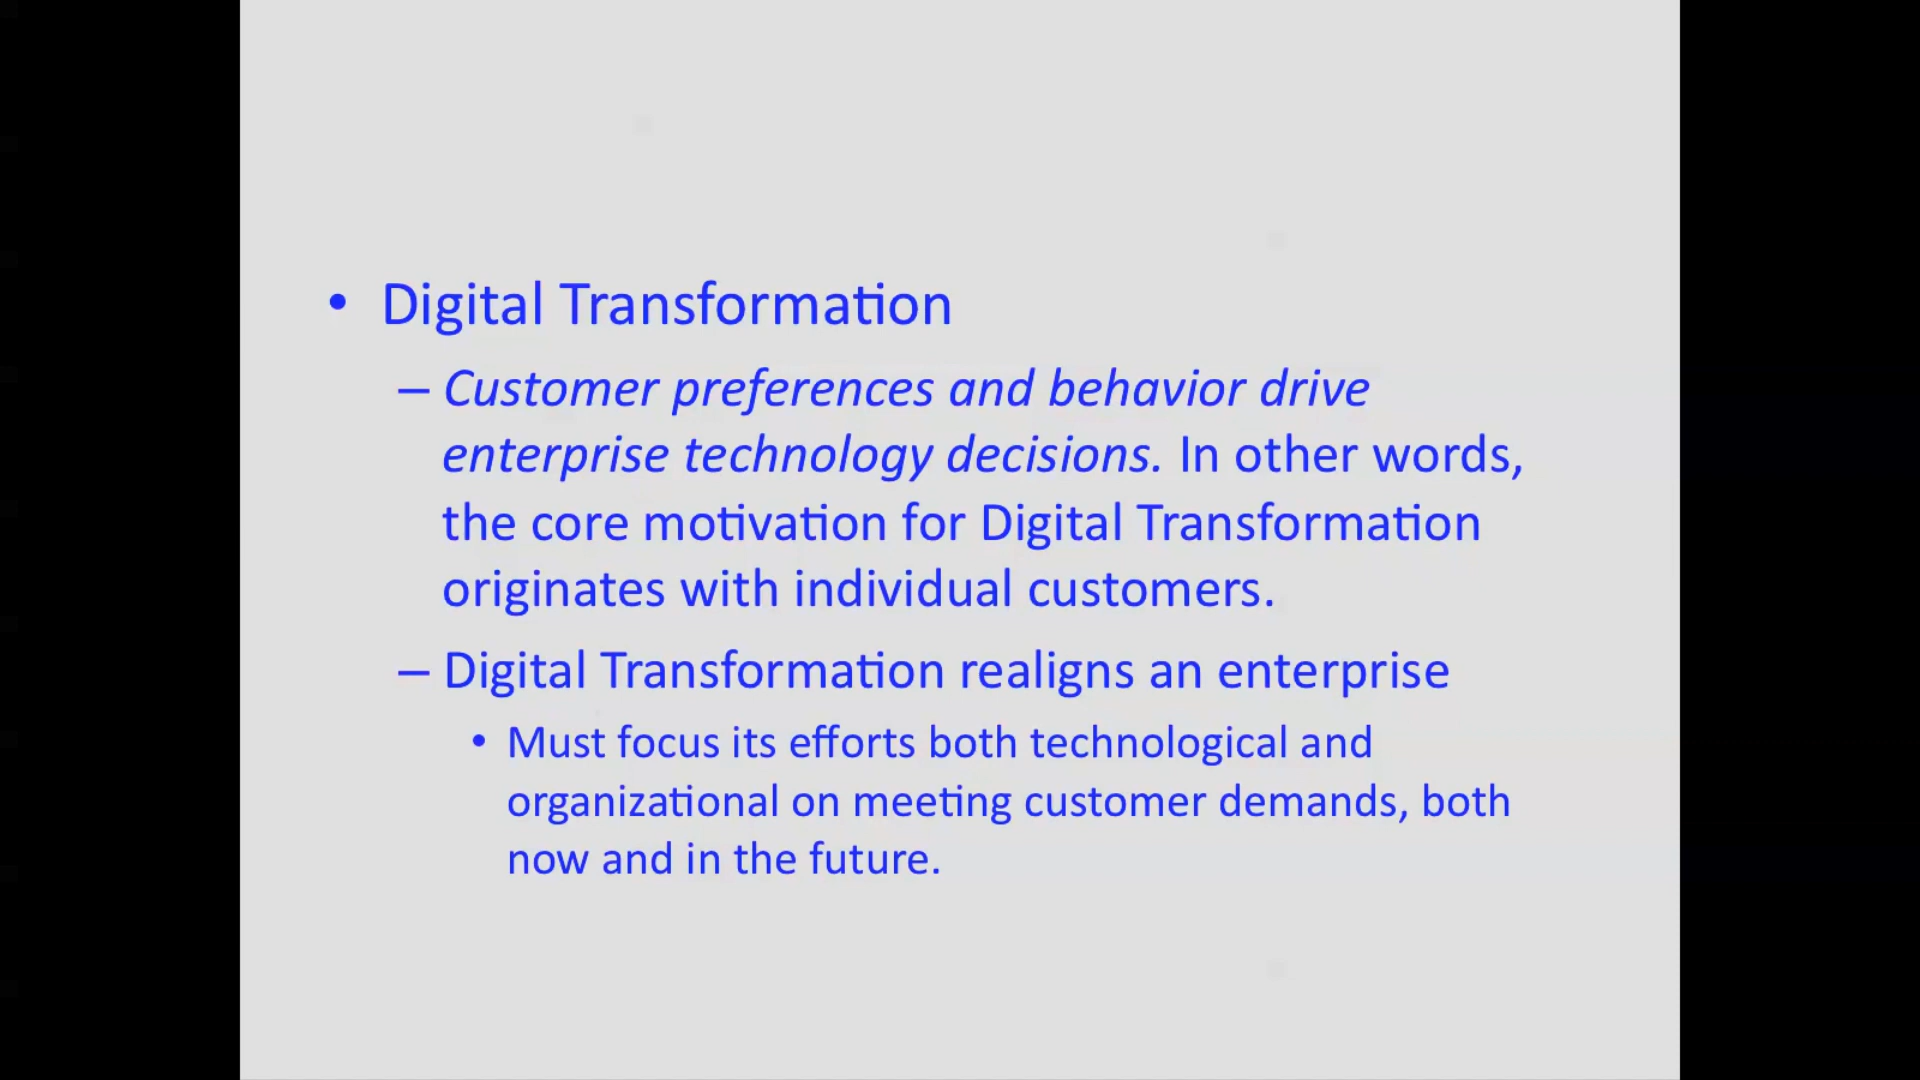 • Digital Transformation
– Customer preferences and behavior drive
enterprise technology decisions. In other words,
the core motivation for Digital Transformation
originates with individual customers.
– Digital Transformation realigns an enterprise
• Must focus its efforts both technological and
organizational on meeting customer demands, both
now and in the future.